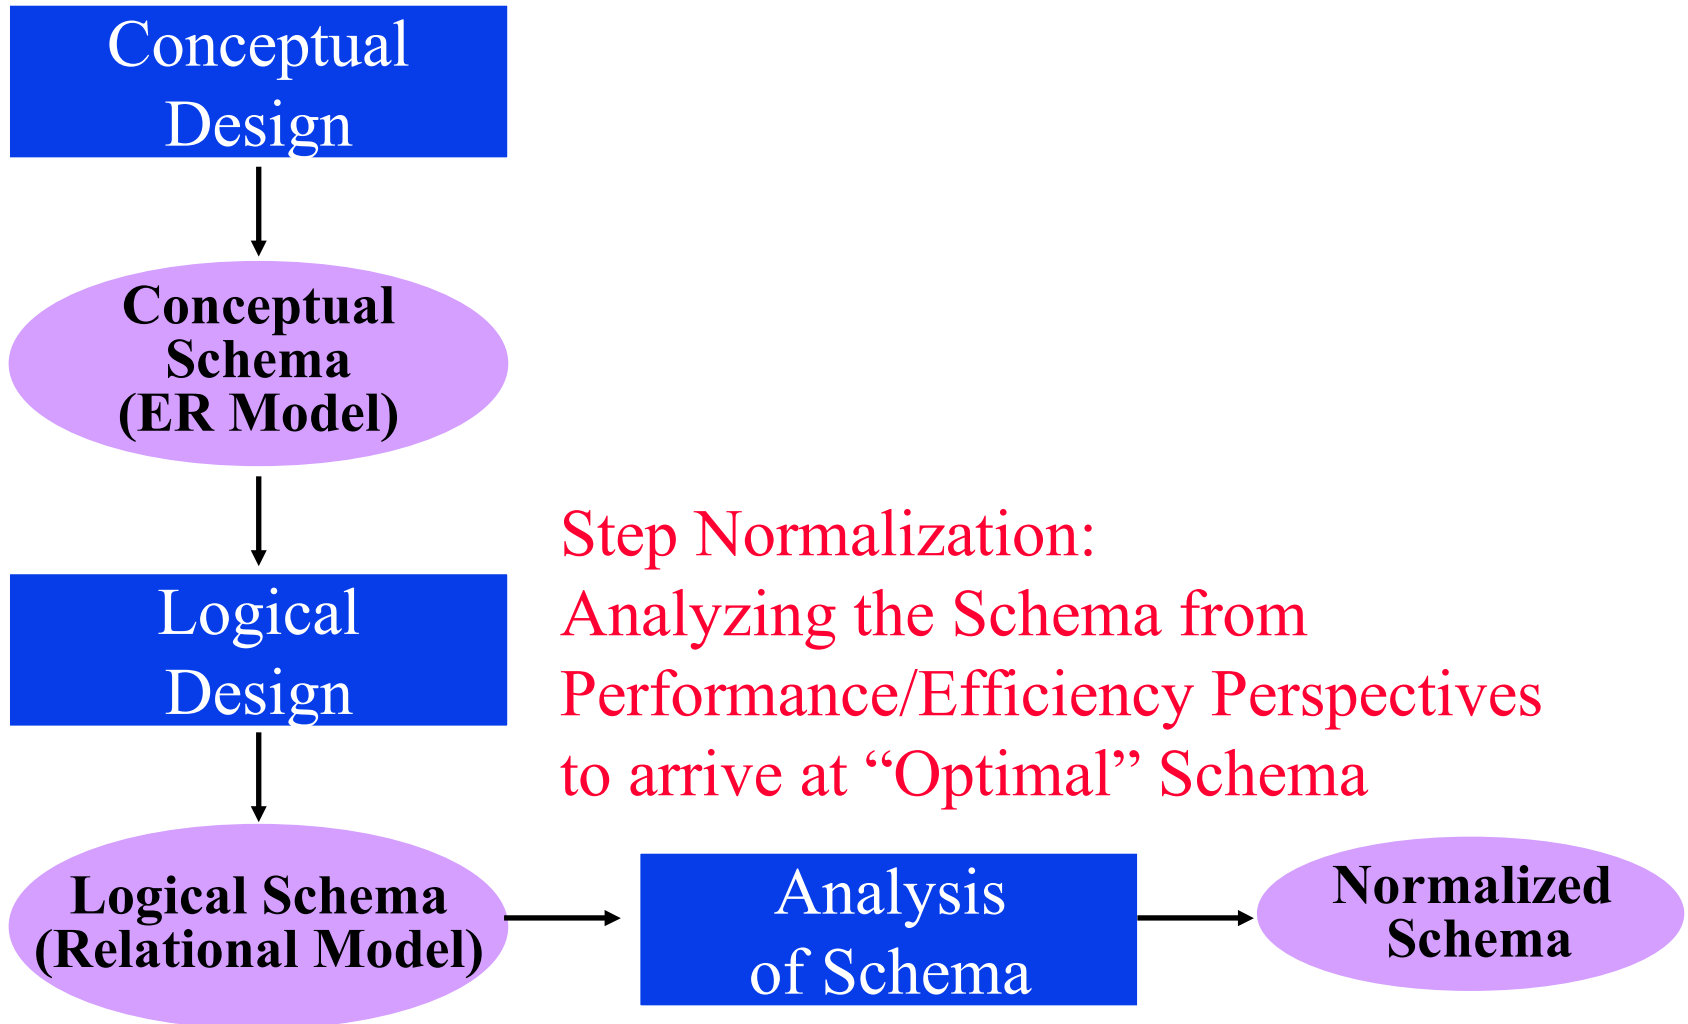 Conceptual
Design
Conceptual
Schema
(ER Model)
Logical
Design
Step Normalization:
Analyzing the Schema from
Performance/Efficiency Perspectives
to arrive at “Optimal” Schema
Logical Schema
(Relational Model)
Analysis
of Schema
Normalized
Schema